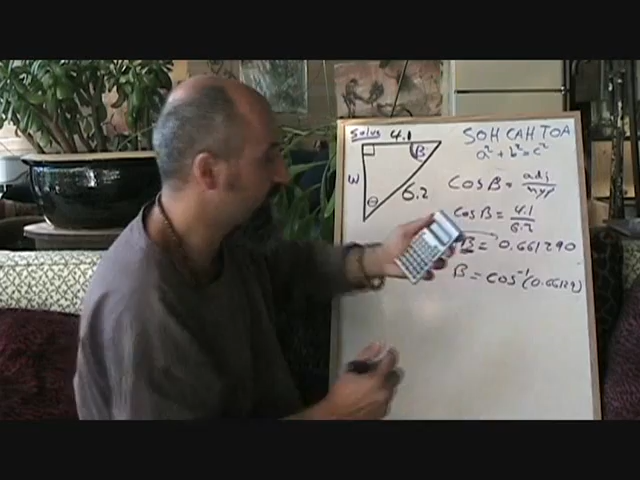 Solve
4.1
β
w
6.2
θ
SOH CAH TOA
a² + b² = c²
cos β = adj/hyp
cos β = 4.1/6.2
β = 0.661290
β = cos⁻¹(0.66129)